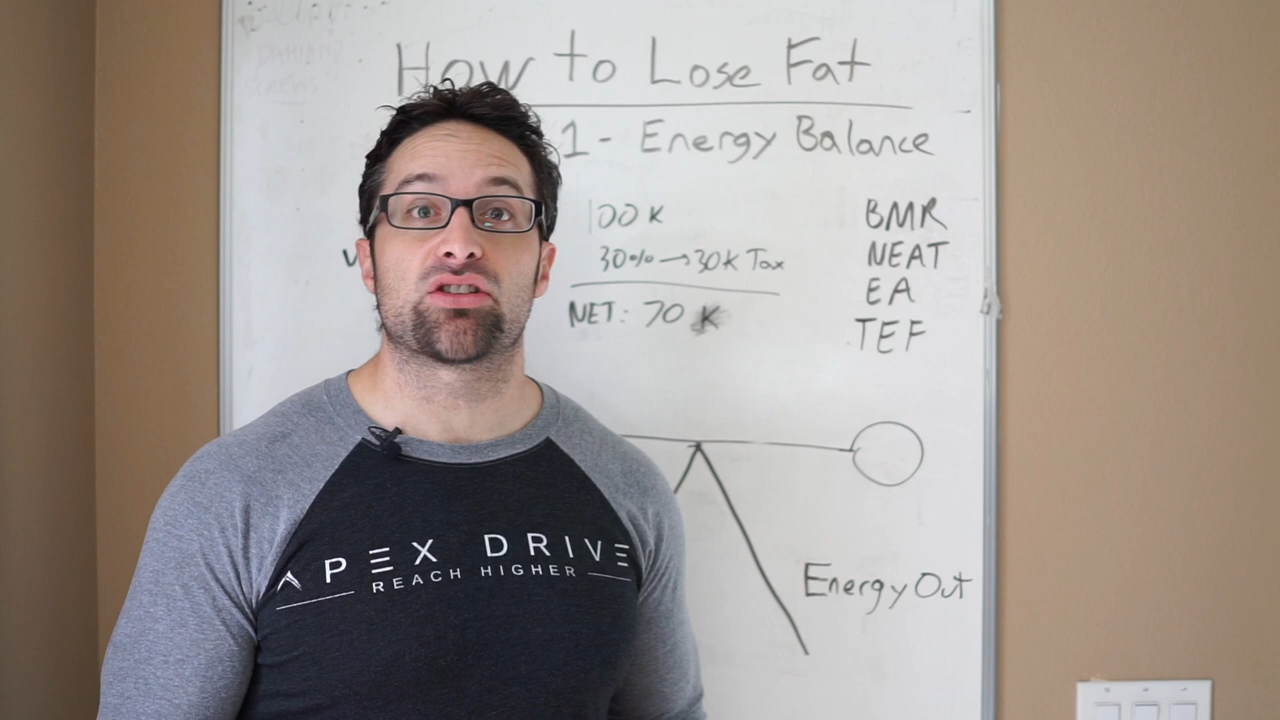 How to Lose Fat
1 - Energy Balance
100 K
30% → 30K Tax
NET: 70 K
BMR
NEAT
EA
TEF
Energy Out
APEX DRIVE
REACH HIGHER